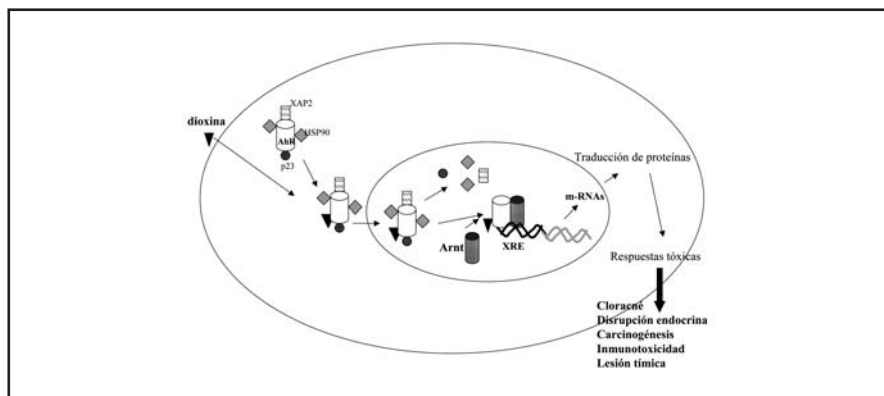 XAP2
dioxina
HSP90
AhR
p23
Traducción de proteínas
m-RNAs
Arnt
XRE
Respuestas tóxicas
Cloracné
Disrupción endocrina
Carcinogénesis
Inmunotoxicidad
Lesión tímica